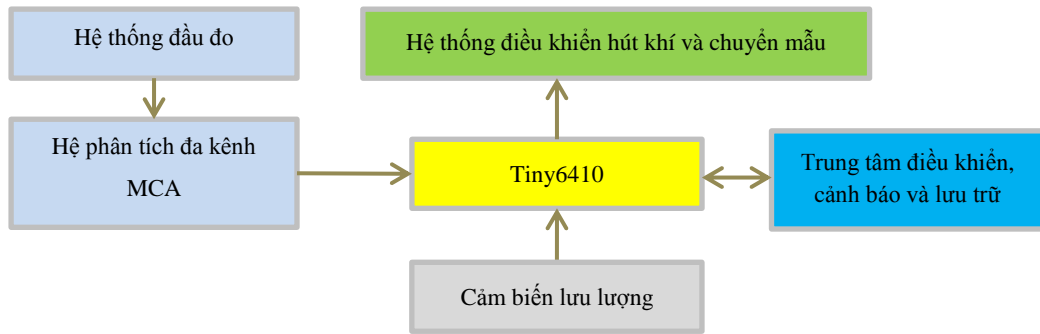 Hệ thống đầu đo
Hệ thống điều khiển hút khí và chuyển mẫu
Hệ phân tích đa kênh
MCA
Tiny6410
Trung tâm điều khiển,
cảnh báo và lưu trữ
Cảm biến lưu lượng